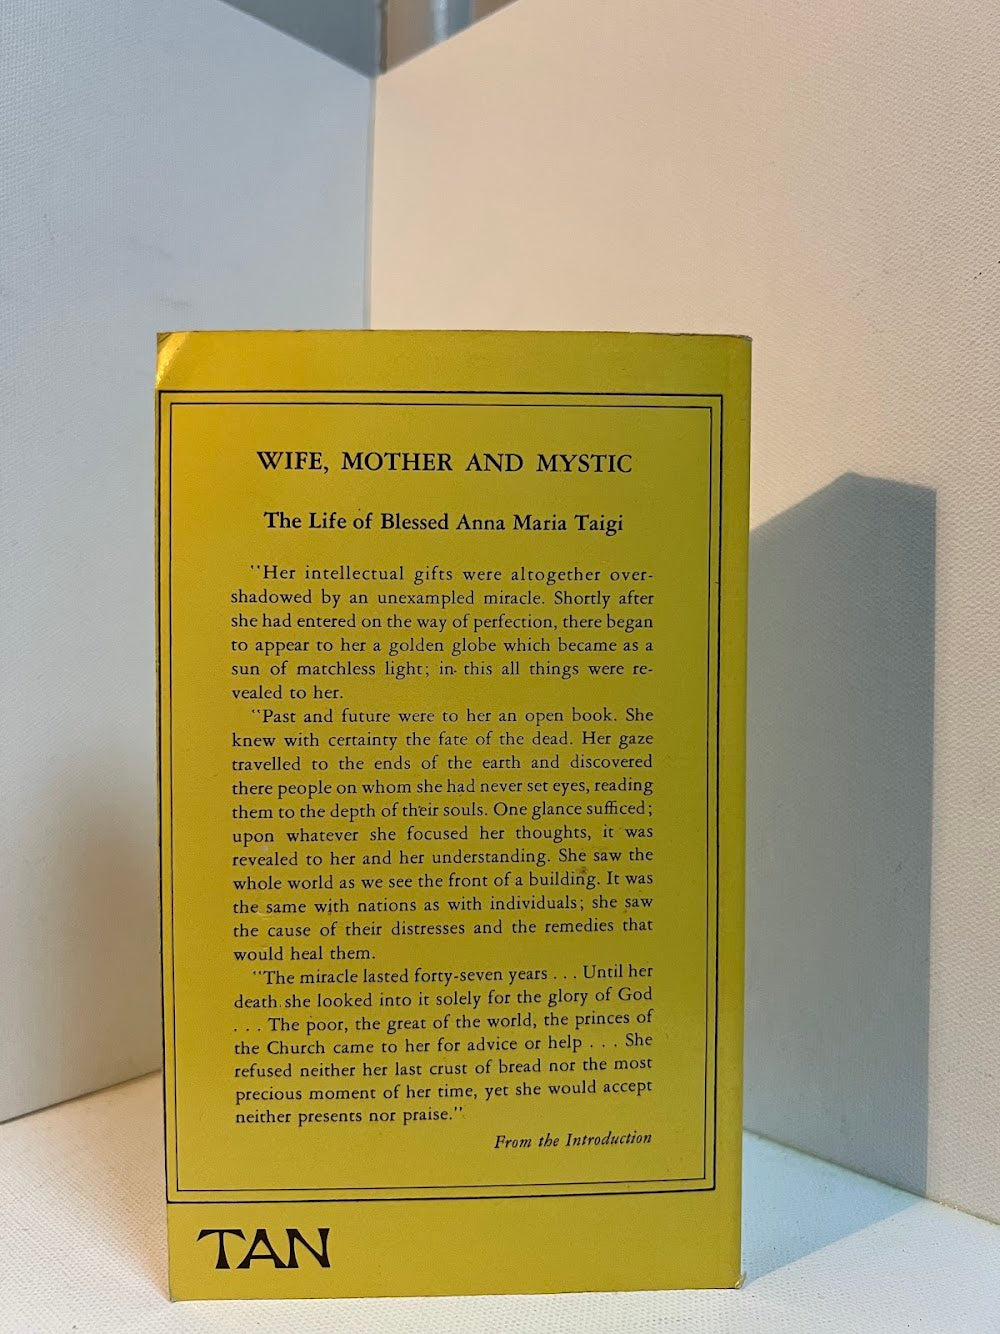 WIFE, MOTHER AND MYSTIC
The Life of Blessed Anna Maria Taigi
"Her intellectual gifts were altogether over-
shadowed by an unexampled miracle. Shortly after
she had entered on the way of perfection, there began
to appear to her a golden globe which became as a
sun of matchless light; in this all things were re-
vealed to her.
"Past and future were to her an open book. She
knew with certainty the fate of the dead. Her gaze
travelled to the ends of the earth and discovered
there people on whom she had never set eyes, reading
them to the depth of their souls. One glance sufficed;
upon whatever she focused her thoughts, it was
revealed to her and her understanding. She saw the
whole world as we see the front of a building. It was
the same with nations as with individuals; she saw
the cause of their distresses and the remedies that
would heal them.
"The miracle lasted forty-seven years . . . Until her
death she looked into it solely for the glory of God
. . . The poor, the great of the world, the princes of
the Church came to her for advice or help . . . She
refused neither her last crust of bread nor the most
precious moment of her time, yet she would accept
neither presents nor praise."
From the Introduction
TAN